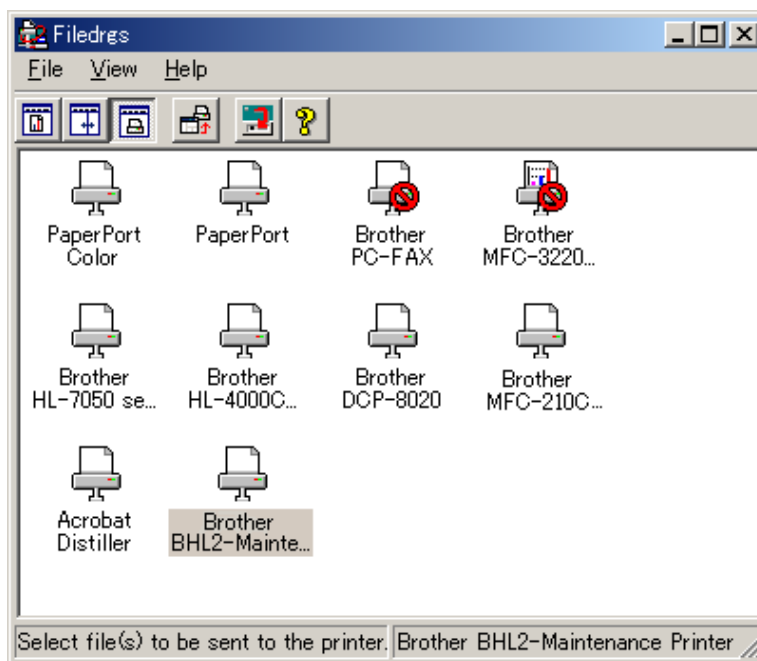 Filedrgs
File View Help
PaperPort
Color
PaperPort
Brother
PC-FAX
Brother
MFC-3220...
Brother
HL-7050 se...
Brother
HL-4000C...
Brother
DCP-8020
Brother
MFC-210C...
Acrobat
Distiller
Brother
BHL2-Mainte...
Select file(s) to be sent to the printer. Brother BHL2-Maintenance Printer